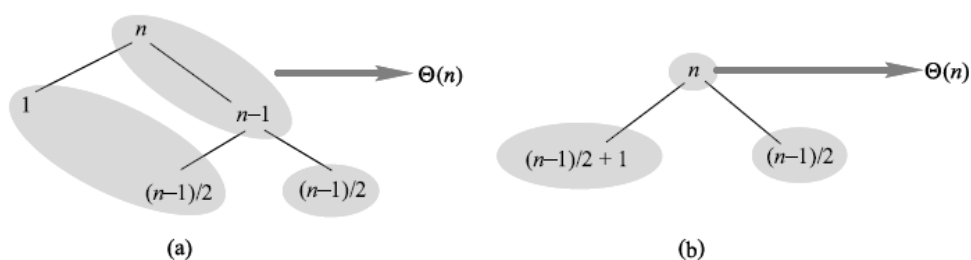 n
Θ(n)
1
n–1
(n–1)/2
(n–1)/2
(a)
n
Θ(n)
(n–1)/2 + 1
(n–1)/2
(b)